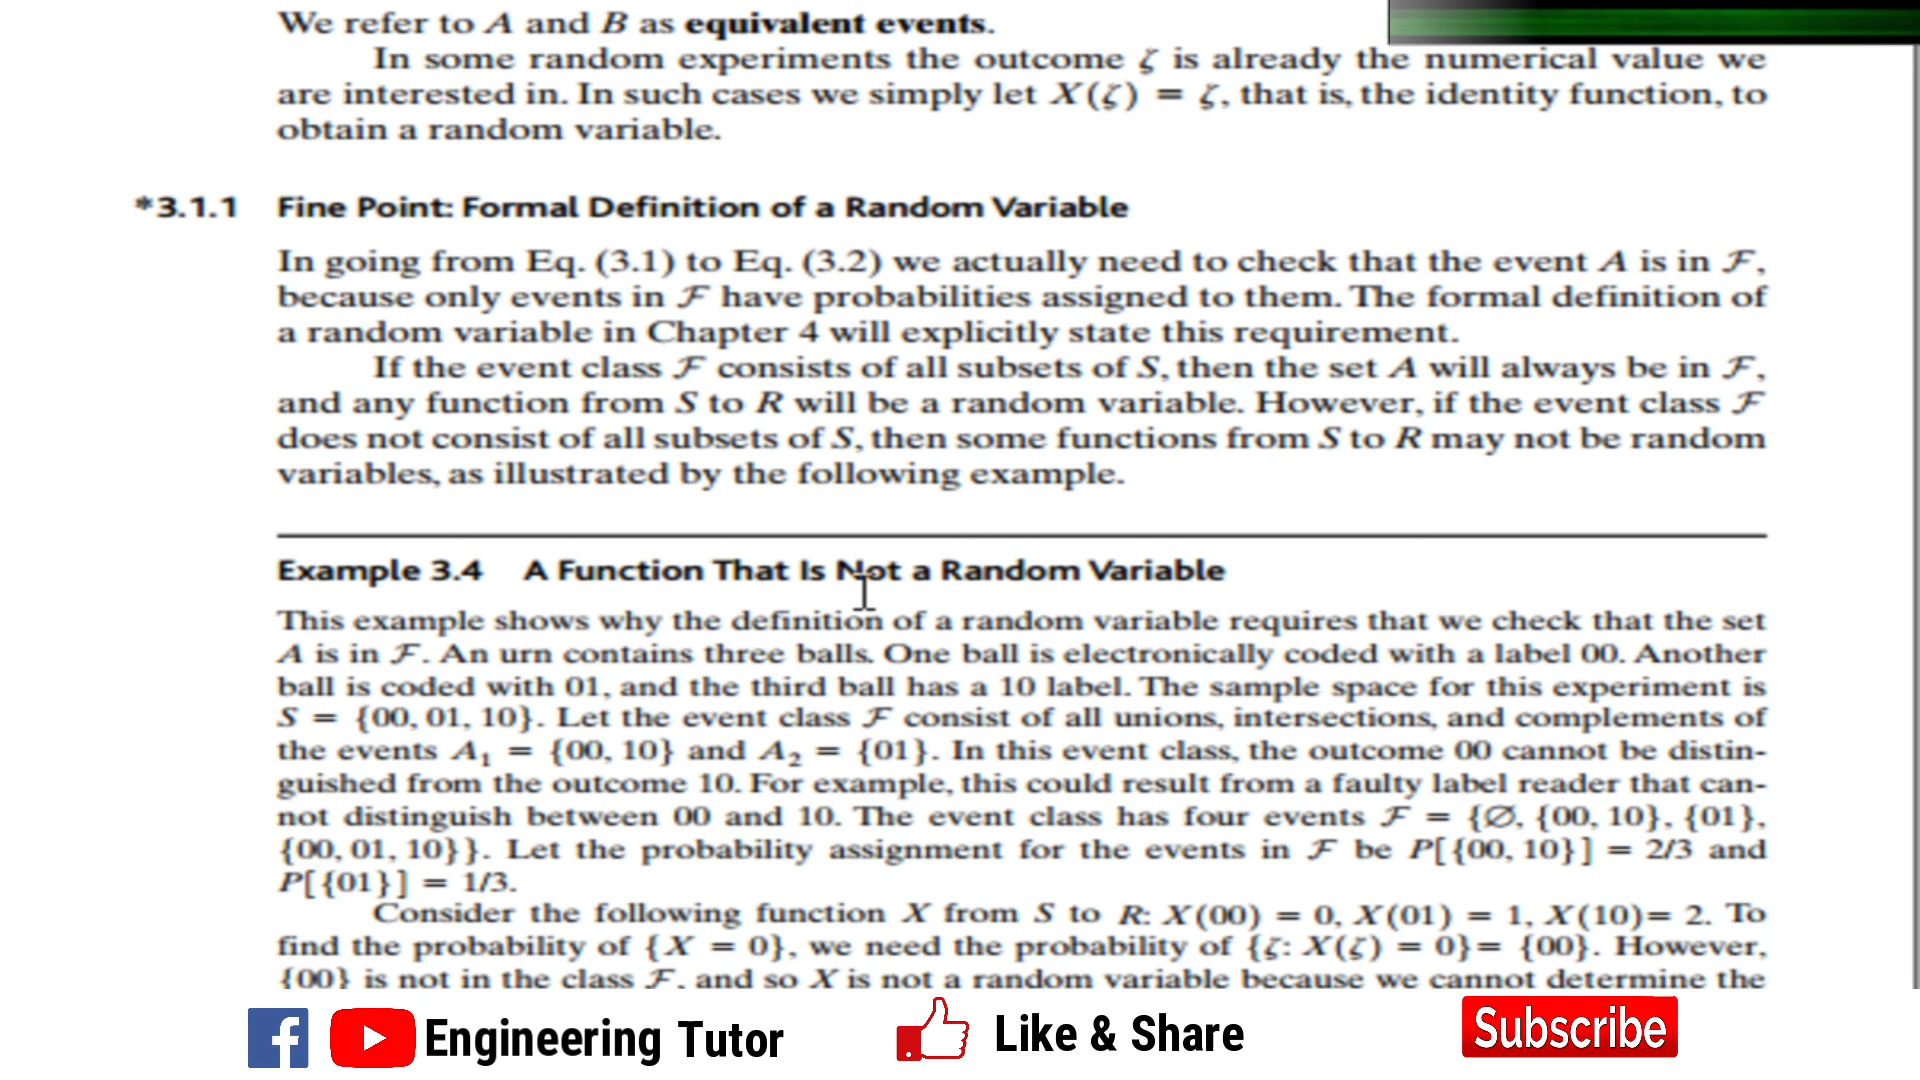 We refer to A and B as equivalent events.
In some random experiments the outcome ζ is already the numerical value we
are interested in. In such cases we simply let X(ζ) = ζ, that is, the identity function, to
obtain a random variable.
*3.1.1 Fine Point: Formal Definition of a Random Variable
In going from Eq. (3.1) to Eq. (3.2) we actually need to check that the event A is in ℱ,
because only events in ℱ have probabilities assigned to them. The formal definition of
a random variable in Chapter 4 will explicitly state this requirement.
If the event class ℱ consists of all subsets of S, then the set A will always be in ℱ,
and any function from S to R will be a random variable. However, if the event class ℱ
does not consist of all subsets of S, then some functions from S to R may not be random
variables, as illustrated by the following example.
Example 3.4 A Function That Is Not a Random Variable
This example shows why the definition of a random variable requires that we check that the set
A is in ℱ. An urn contains three balls. One ball is electronically coded with a label 00. Another
ball is coded with 01, and the third ball has a 10 label. The sample space for this experiment is
S = {00, 01, 10}. Let the event class ℱ consist of all unions, intersections, and complements of
the events A₁ = {00, 10} and A₂ = {01}. In this event class, the outcome 00 cannot be distin-
guished from the outcome 10. For example, this could result from a faulty label reader that can-
not distinguish between 00 and 10. The event class has four events ℱ = {∅, {00, 10}, {01},
{00, 01, 10}}. Let the probability assignment for the events in ℱ be P[{00, 10}] = 2/3 and
P[{01}] = 1/3.
Consider the following function X from S to R: X(00) = 0, X(01) = 1, X(10)= 2. To
find the probability of {X = 0}, we need the probability of {ζ: X(ζ) = 0}= {00}. However,
{00} is not in the class ℱ, and so X is not a random variable because we cannot determine the
Engineering Tutor Like & Share Subscribe